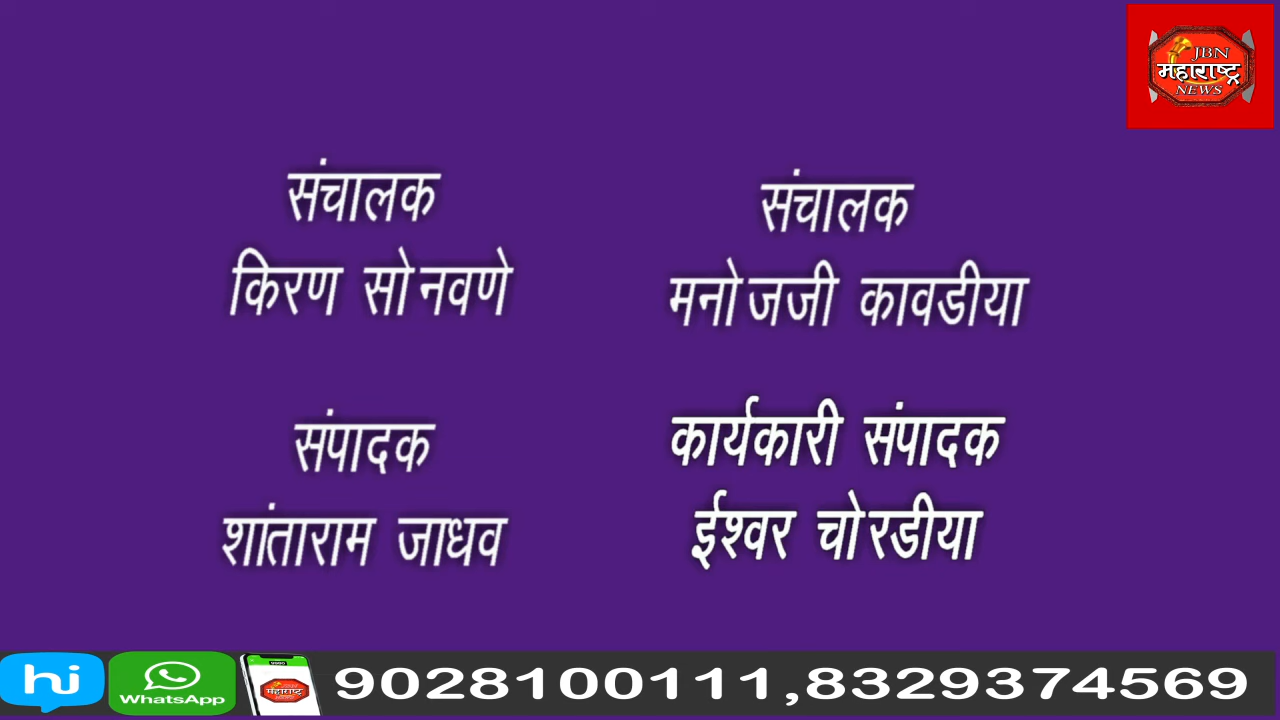 JBN
महाराष्ट्र
NEWS
संचालक
किरण सोनवणे
संचालक
मनोजजी कावडीया
संपादक
शांताराम जाधव
कार्यकारी संपादक
ईश्वर चोरडीया
hi
WhatsApp
महाराष्ट्र
9028100111,8329374569